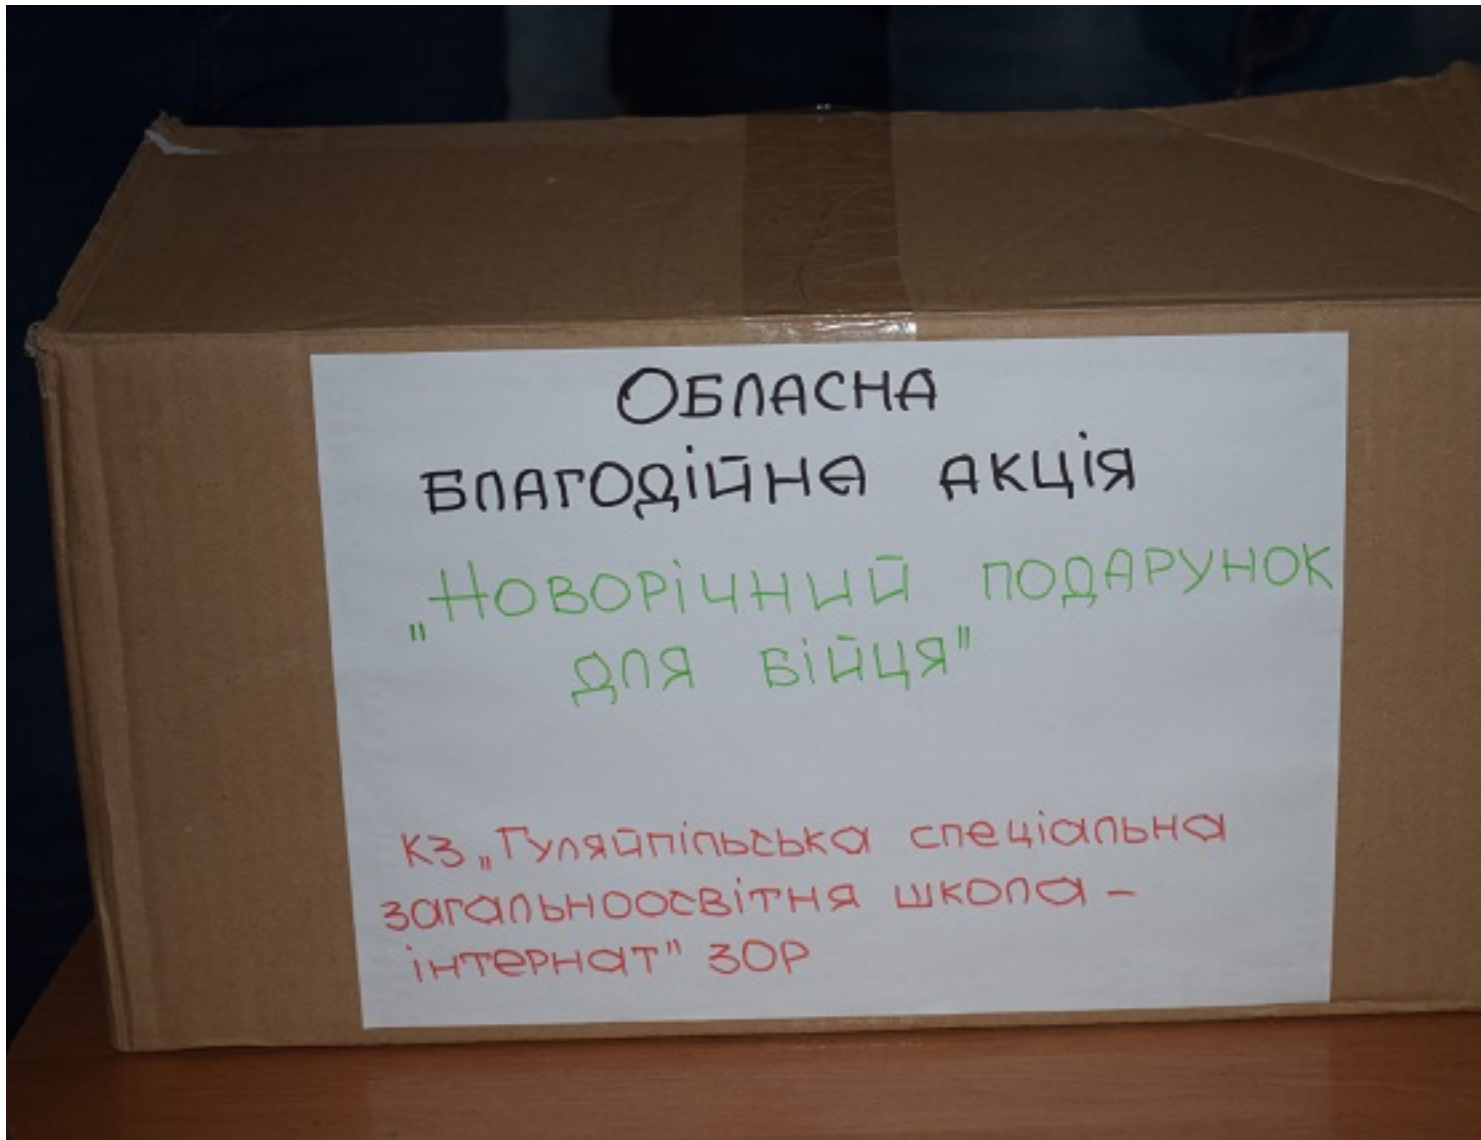 ОБЛАСНА
БЛАГОДІЙНА АКЦІЯ
„НОВОРІЧНИЙ ПОДАРУНОК
ДЛЯ БІЙЦЯ"
КЗ „Гуляйпільська спеціальна
загальноосвітня школа –
інтернат" ЗОР